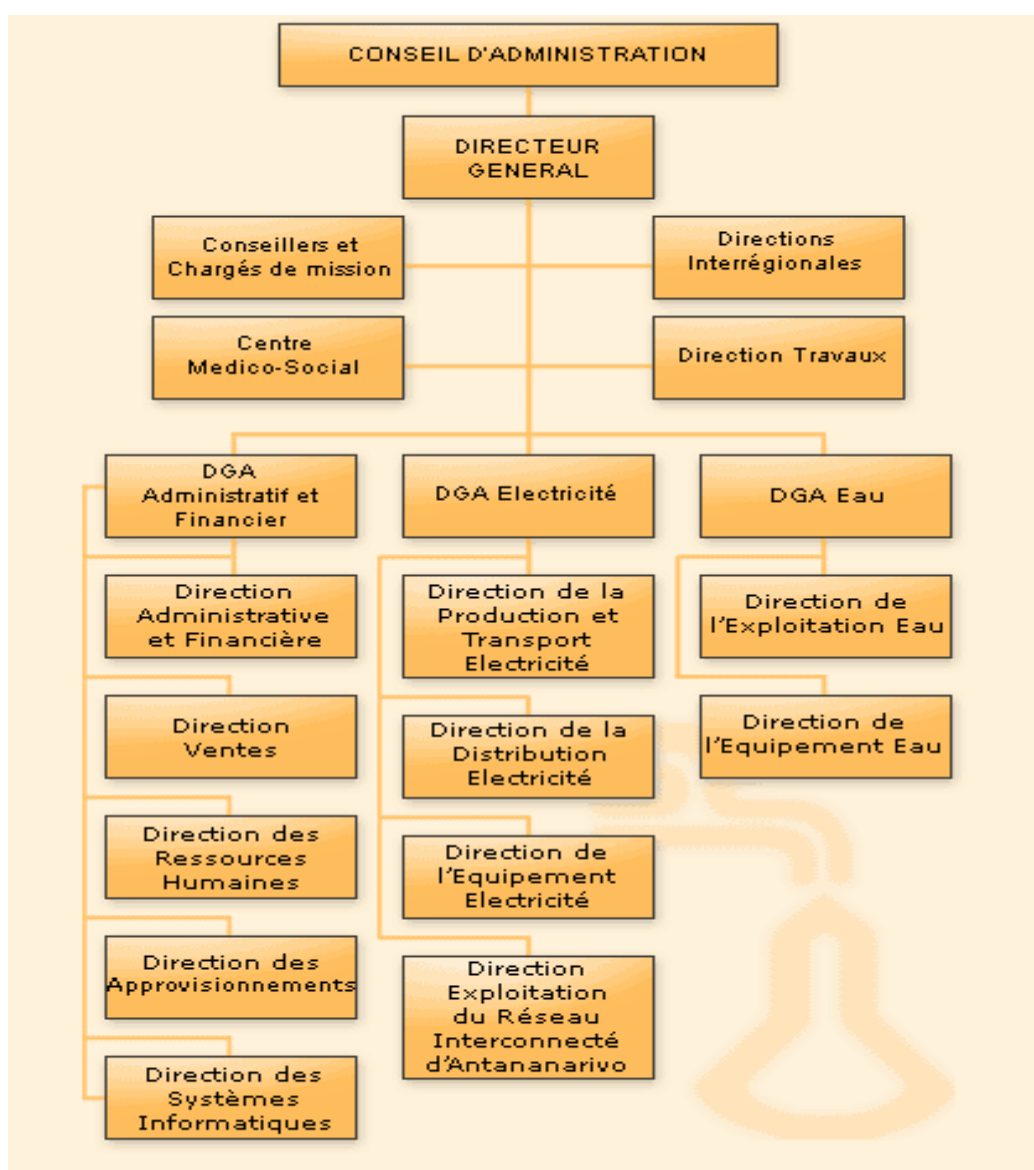 CONSEIL D'ADMINISTRATION
DIRECTEUR
GENERAL
Conseillers et
Chargés de mission
Directions
Interrégionales
Centre
Medico-Social
Direction Travaux
DGA
Administratif et
Financier
DGA Electricité
DGA Eau
Direction
Administrative
et Financière
Direction de la
Production et
Transport
Electricité
Direction de
l'Exploitation Eau
Direction
Ventes
Direction de la
Distribution
Electricité
Direction de
l'Equipement Eau
Direction des
Ressources
Humaines
Direction de
l'Equipement
Electricité
Direction des
Approvisionnements
Direction
Exploitation
du Réseau
Interconnecté
d'Antananarivo
Direction des
Systèmes
Informatiques